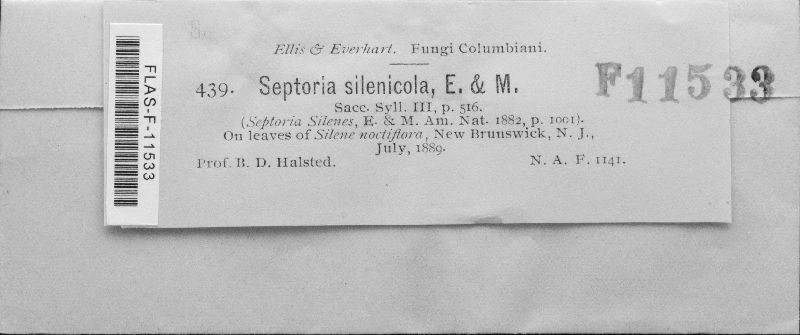 Ellis & Everhart. Fungi Columbiani.
439. Septoria silenicola, E. & M.
Sacc. Syll. III, p. 516.
(Septoria Silenes, E. & M. Am. Nat. 1882, p. 1001).
On leaves of Silene noctiflora, New Brunswick, N. J.,
July, 1889.
Prof. B. D. Halsted. N. A. F. 1141.
F11533
FLAS-F-11533